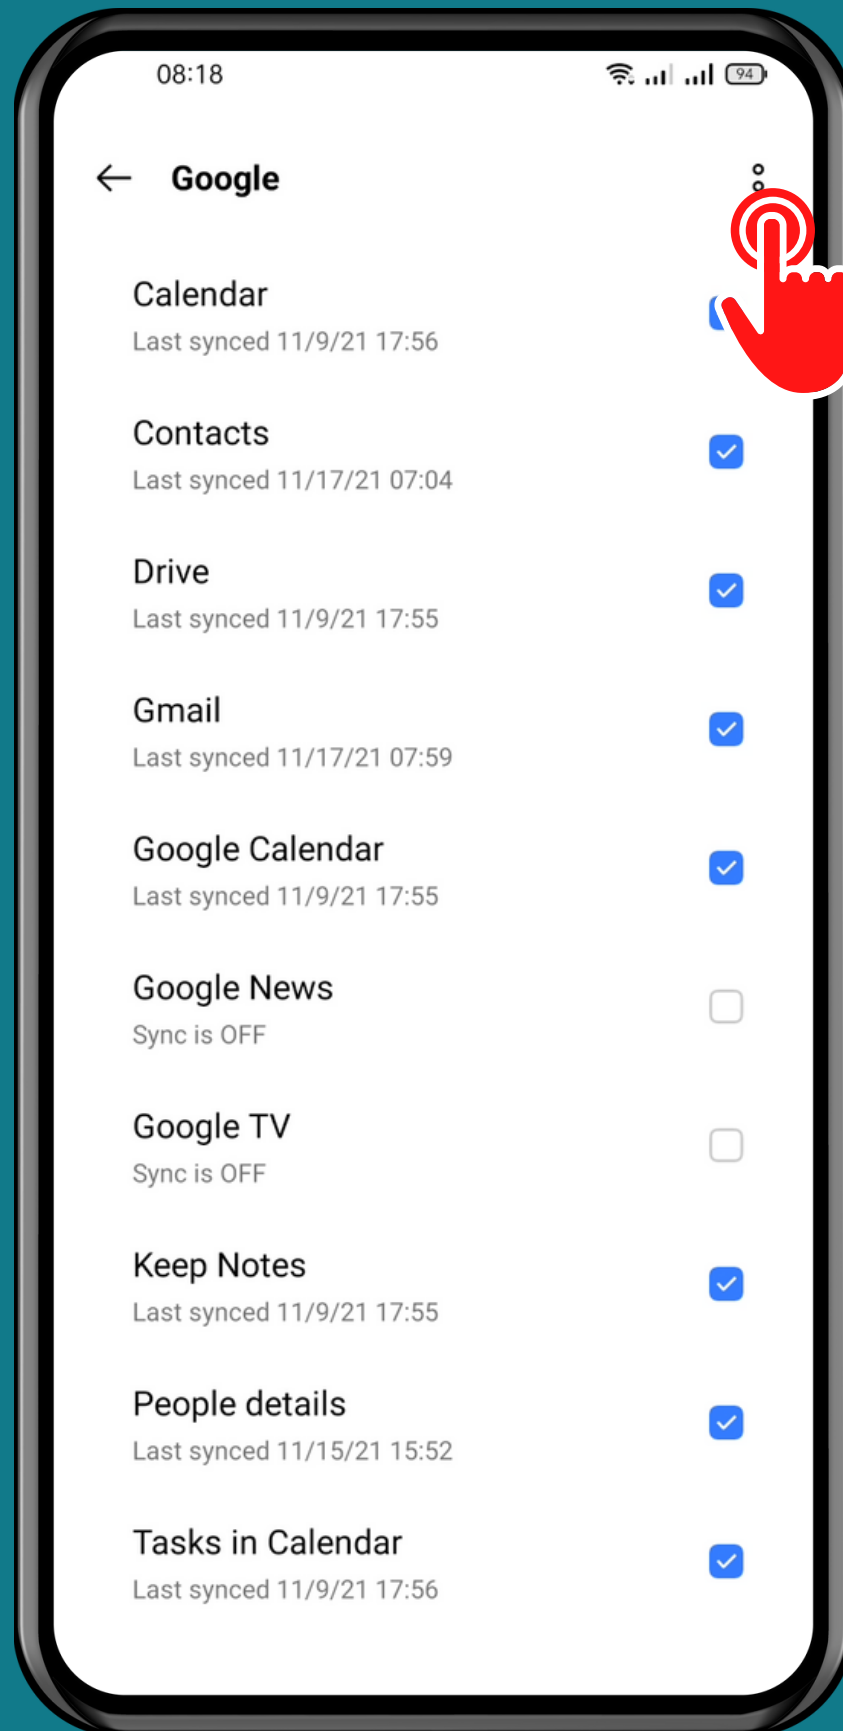 08:18
94
Google
Calendar
Last synced 11/9/21 17:56
Contacts
Last synced 11/17/21 07:04
Drive
Last synced 11/9/21 17:55
Gmail
Last synced 11/17/21 07:59
Google Calendar
Last synced 11/9/21 17:55
Google News
Sync is OFF
Google TV
Sync is OFF
Keep Notes
Last synced 11/9/21 17:55
People details
Last synced 11/15/21 15:52
Tasks in Calendar
Last synced 11/9/21 17:56